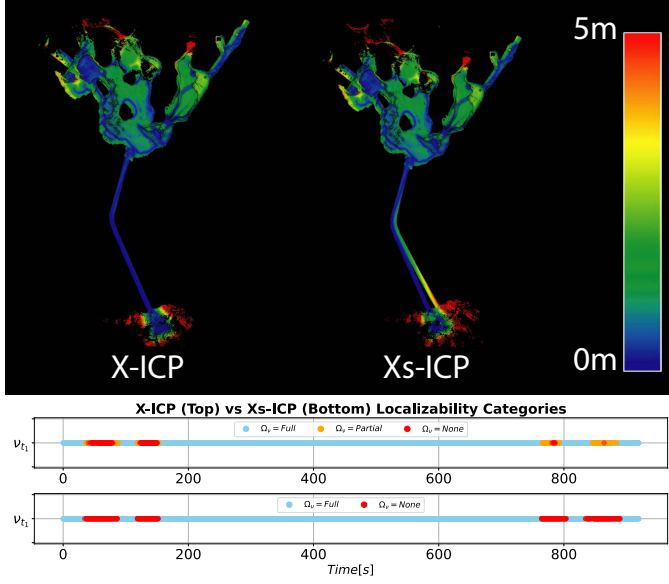 5m
X-ICP
Xs-ICP
0m
X-ICP (Top) vs Xs-ICP (Bottom) Localizability Categories
Ωᵥ = Full Ωᵥ = Partial Ωᵥ = None
νₜ₁
0 200 400 600 800
Ωᵥ = Full Ωᵥ = None
νₜ₁
0 200 400 600 800
Time[s]